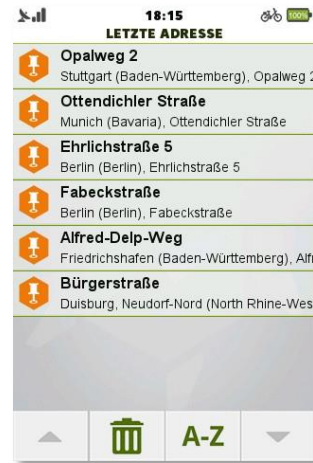 18:15
100%
LETZTE ADRESSE
Opalweg 2
Stuttgart (Baden-Württemberg), Opalweg 2
Ottendichler Straße
Munich (Bavaria), Ottendichler Straße
Ehrlichstraße 5
Berlin (Berlin), Ehrlichstraße 5
Fabeckstraße
Berlin (Berlin), Fabeckstraße
Alfred-Delp-Weg
Friedrichshafen (Baden-Württemberg), Alf
Bürgerstraße
Duisburg, Neudorf-Nord (North Rhine-Wes
A-Z